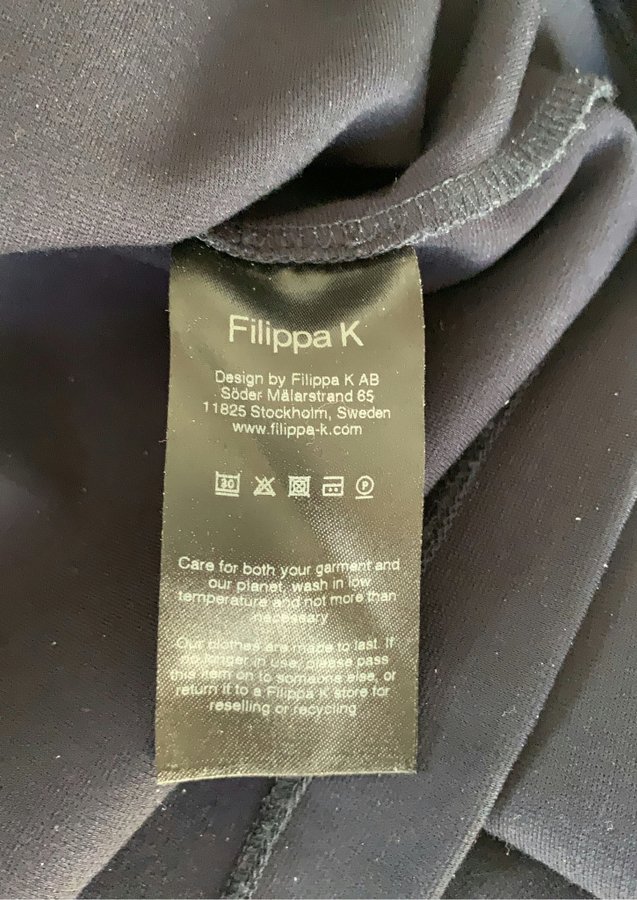 Filippa K
Design by Filippa K AB
Söder Mälarstrand 65
11825 Stockholm, Sweden
www.filippa-k.com
30 P
Care for both your garment and
our planet, wash in low
temperature and not more than
necessary
Our clothes are made to last. If
no longer in use, please pass
this item on to someone else, or
return it to a Filippa K store for
reselling or recycling